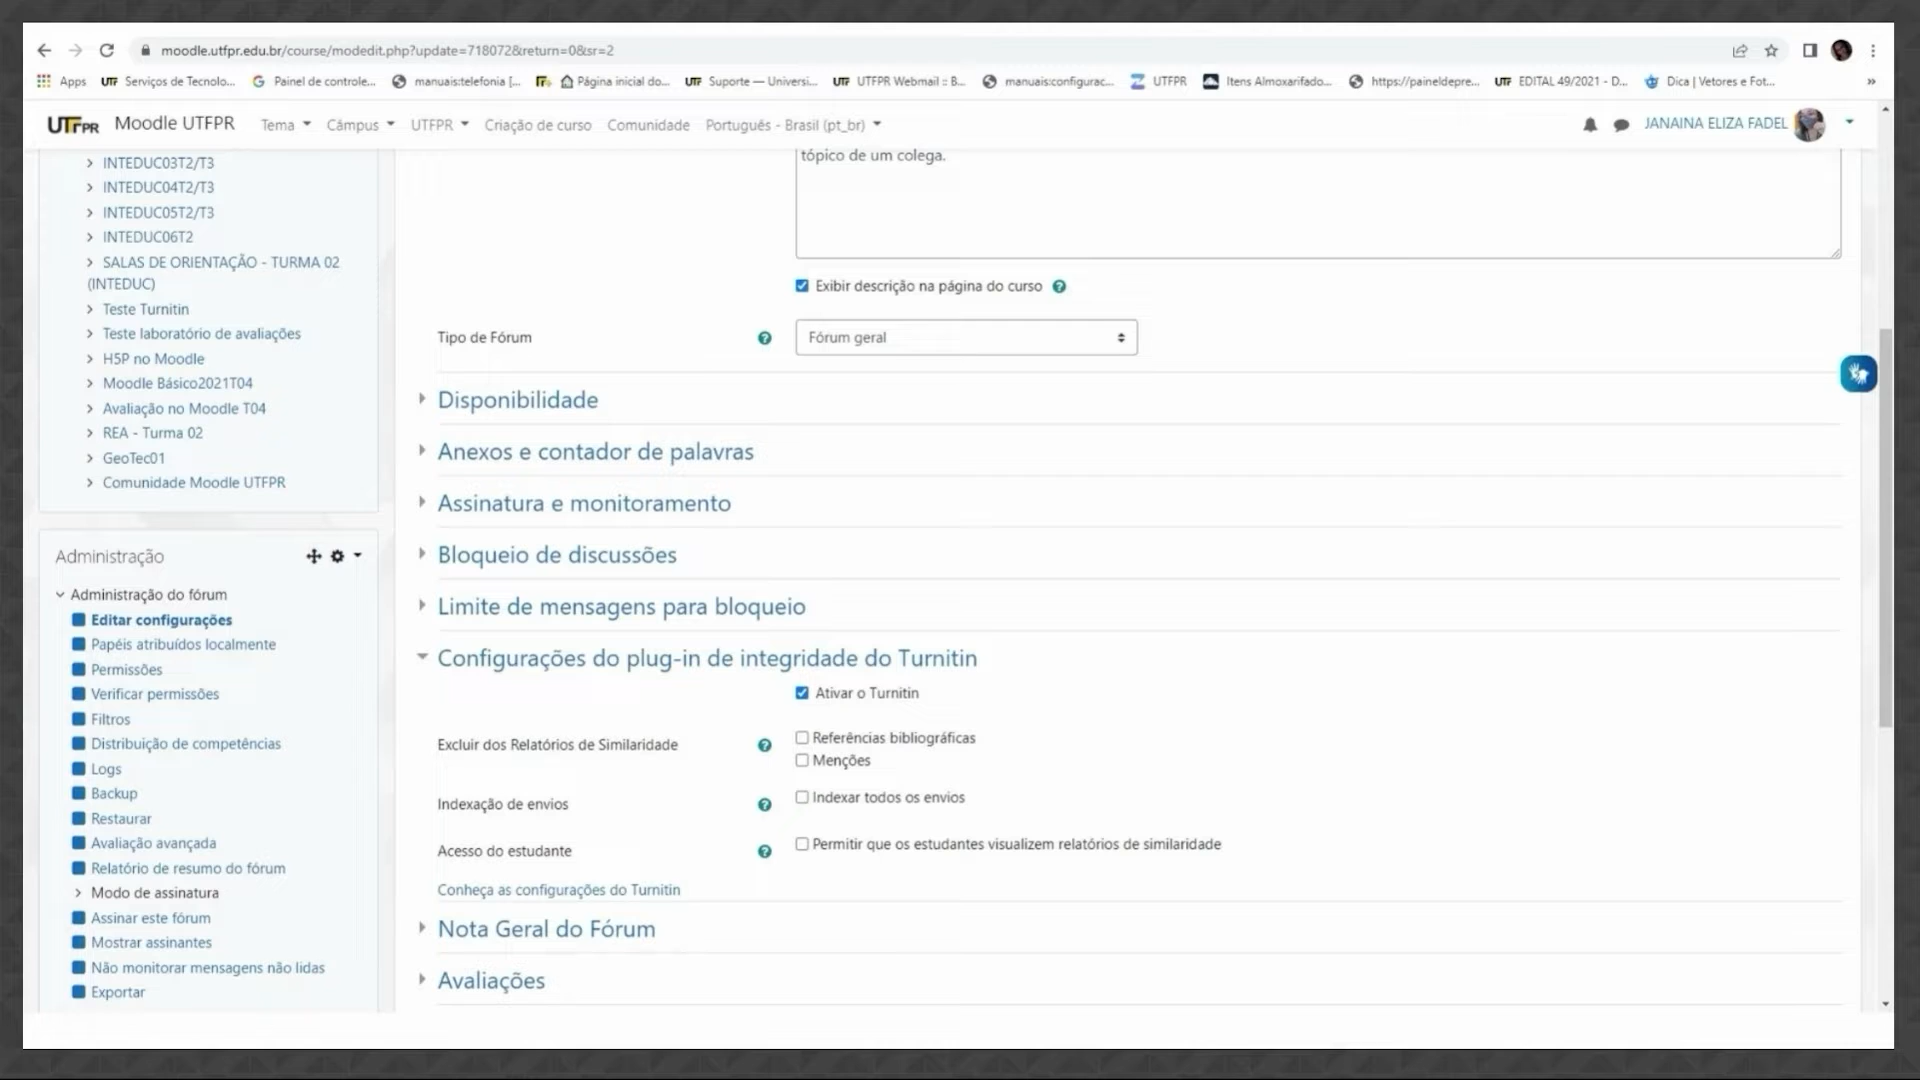 moodle.utfpr.edu.br/course/modedit.php?update=718072&return=0&sr=2
Apps
UTF Serviços de Tecnolo...
Painel de controle...
manuais:telefonia [...
Página inicial do...
UTF Suporte — Universi...
UTF UTFPR Webmail :: B...
manuais:configurac...
UTFPR
Itens Almoxarifado...
https://paineldepre...
UTF EDITAL 49/2021 - D...
Dica | Vetores e Fot...
»
UTFPR
Moodle UTFPR
Tema
Câmpus
UTFPR
Criação de curso
Comunidade
Português - Brasil (pt_br)
JANAINA ELIZA FADEL
INTEDUC03T2/T3
INTEDUC04T2/T3
INTEDUC05T2/T3
INTEDUC06T2
SALAS DE ORIENTAÇÃO - TURMA 02
(INTEDUC)
Teste Turnitin
Teste laboratório de avaliações
H5P no Moodle
Moodle Básico2021T04
Avaliação no Moodle T04
REA - Turma 02
GeoTec01
Comunidade Moodle UTFPR
Administração
Administração do fórum
Editar configurações
Papéis atribuídos localmente
Permissões
Verificar permissões
Filtros
Distribuição de competências
Logs
Backup
Restaurar
Avaliação avançada
Relatório de resumo do fórum
Modo de assinatura
Assinar este fórum
Mostrar assinantes
Não monitorar mensagens não lidas
Exportar
tópico de um colega.
Exibir descrição na página do curso
Tipo de Fórum
Fórum geral
Disponibilidade
Anexos e contador de palavras
Assinatura e monitoramento
Bloqueio de discussões
Limite de mensagens para bloqueio
Configurações do plug-in de integridade do Turnitin
Ativar o Turnitin
Excluir dos Relatórios de Similaridade
Referências bibliográficas
Menções
Indexação de envios
Indexar todos os envios
Acesso do estudante
Permitir que os estudantes visualizem relatórios de similaridade
Conheça as configurações do Turnitin
Nota Geral do Fórum
Avaliações